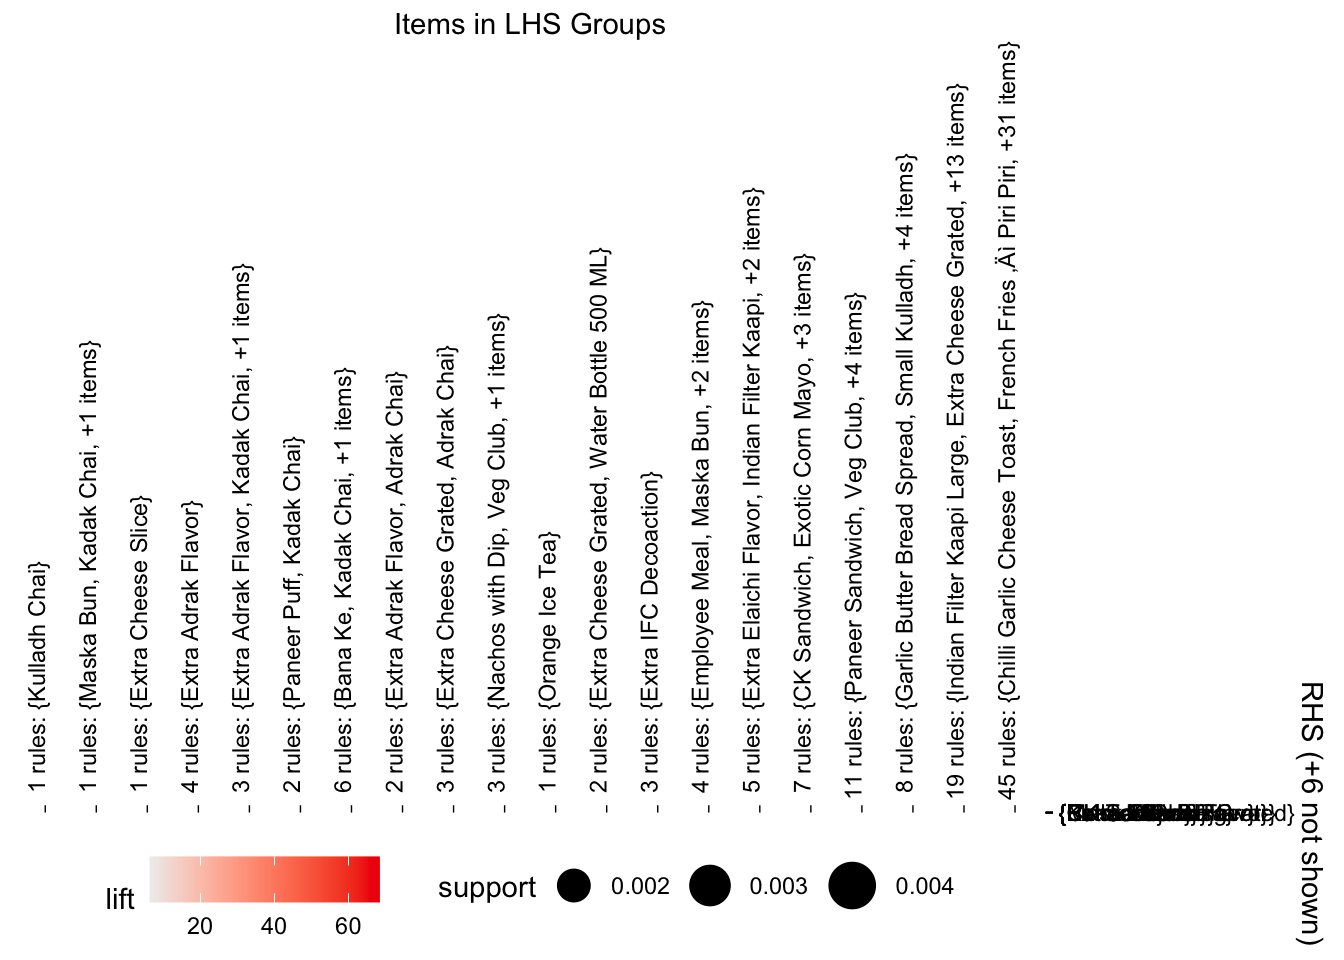 Items in LHS Groups
1 rules: {Kulladh Chai}
1 rules: {Maska Bun, Kadak Chai, +1 items}
1 rules: {Extra Cheese Slice}
4 rules: {Extra Adrak Flavor}
3 rules: {Extra Adrak Flavor, Kadak Chai, +1 items}
2 rules: {Paneer Puff, Kadak Chai}
6 rules: {Bana Ke, Kadak Chai, +1 items}
2 rules: {Extra Adrak Flavor, Adrak Chai}
3 rules: {Extra Cheese Grated, Adrak Chai}
3 rules: {Nachos with Dip, Veg Club, +1 items}
1 rules: {Orange Ice Tea}
2 rules: {Extra Cheese Grated, Water Bottle 500 ML}
3 rules: {Extra IFC Decoaction}
4 rules: {Employee Meal, Maska Bun, +2 items}
5 rules: {Extra Elaichi Flavor, Indian Filter Kaapi, +2 items}
7 rules: {CK Sandwich, Exotic Corn Mayo, +3 items}
11 rules: {Paneer Sandwich, Veg Club, +4 items}
8 rules: {Garlic Butter Bread Spread, Small Kulladh, +4 items}
19 rules: {Indian Filter Kaapi Large, Extra Cheese Grated, +13 items}
45 rules: {Chilli Garlic Cheese Toast, French Fries ‚Äì Piri Piri, +31 items}
RHS (+6 not shown)
lift
20 40 60
support 0.002 0.003 0.004